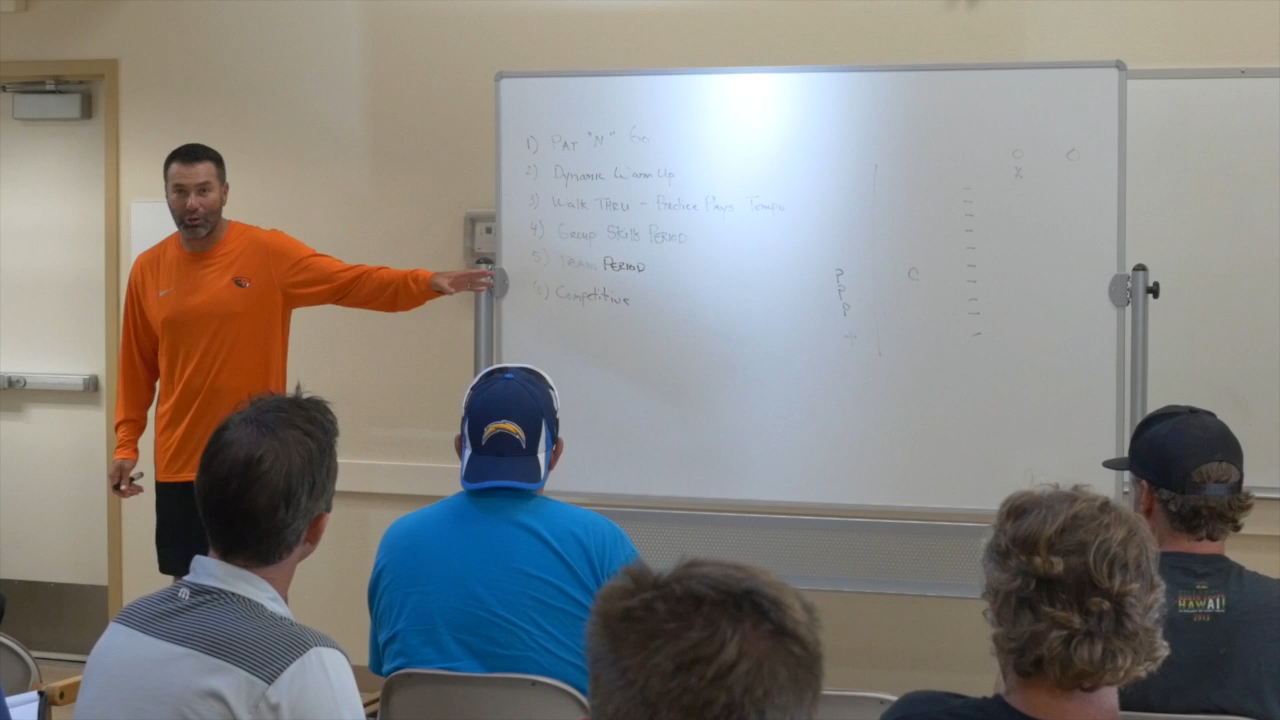 1) PAT "N" Go
2) Dynamic Warm Up
3) Walk THRU - Practice Plays Tempo
4) Group Skills PERIOD
5) TEAM PERIOD
6) Competitive
O O
X
C
P
P
P
HAWAII
2013